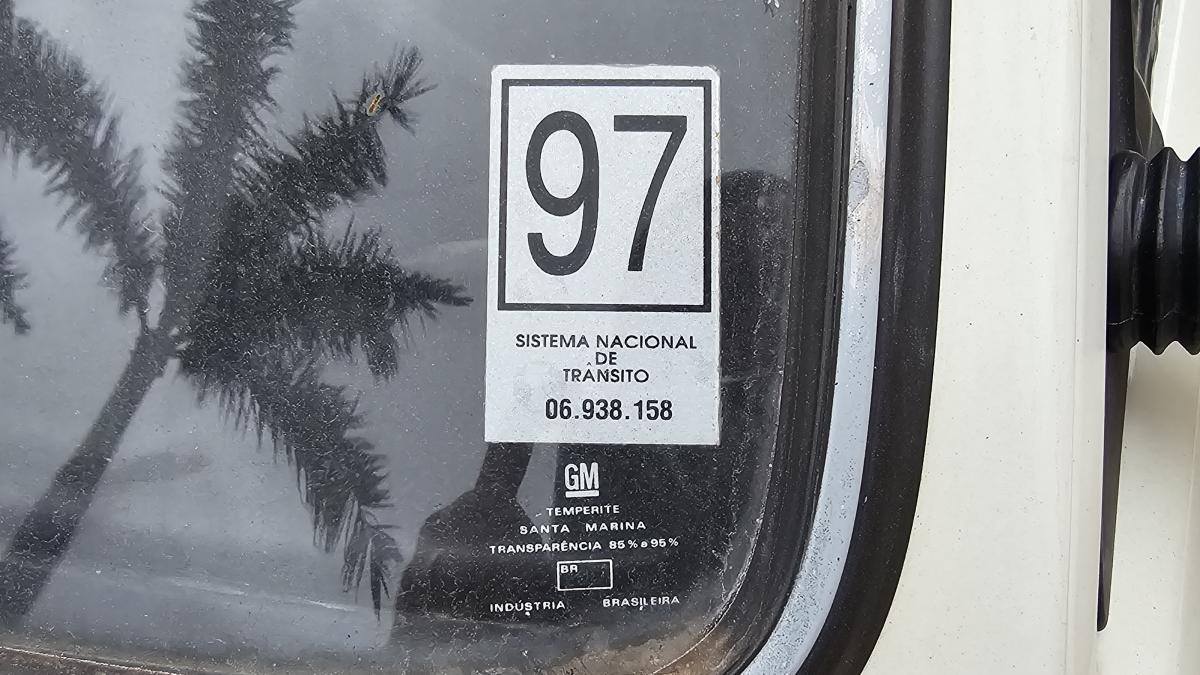 97
SISTEMA NACIONAL
DE
TRÂNSITO
06.938.158
GM
TEMPERITE
SANTA MARINA
TRANSPARÊNCIA 85% e 95%
BR
INDÚSTRIA BRASILEIRA